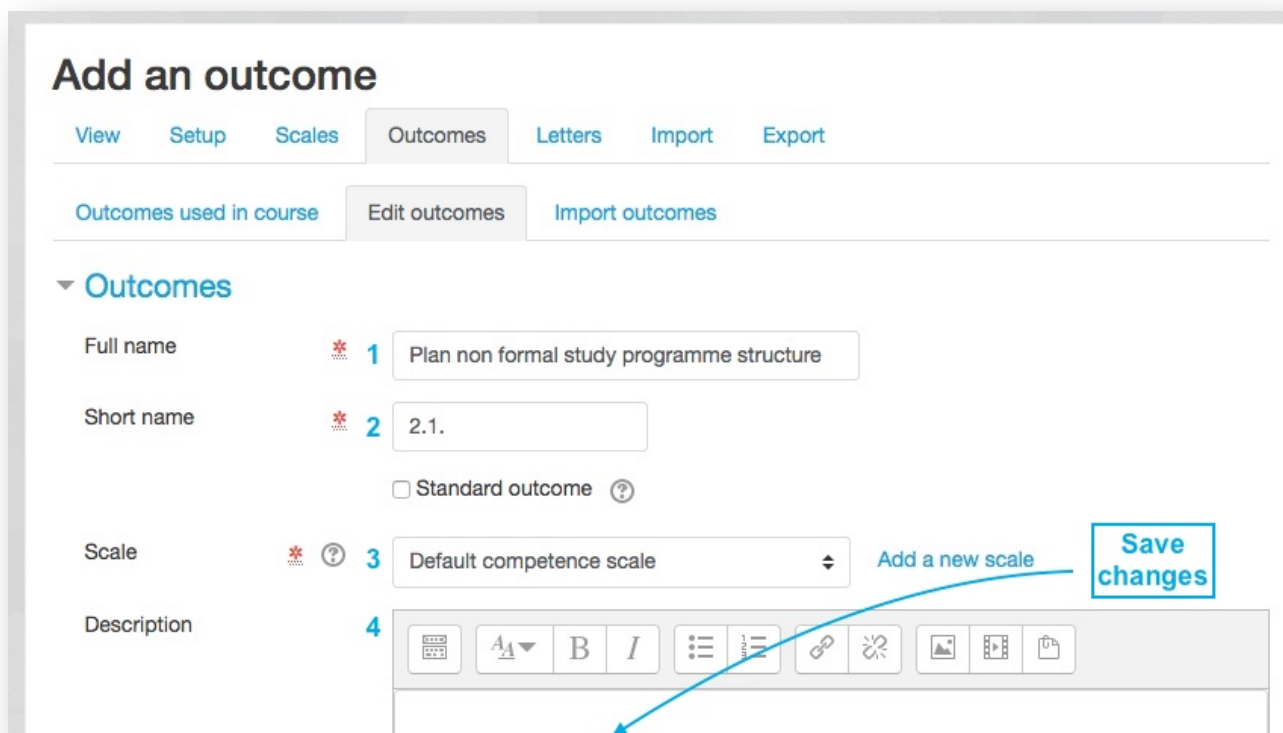 Add an outcome
View Setup Scales Outcomes Letters Import Export
Outcomes used in course Edit outcomes Import outcomes
Outcomes
Full name 1 Plan non formal study programme structure
Short name 2 2.1.
Standard outcome ?
Scale ? 3 Default competence scale Add a new scale
Save
changes
Description 4 B I